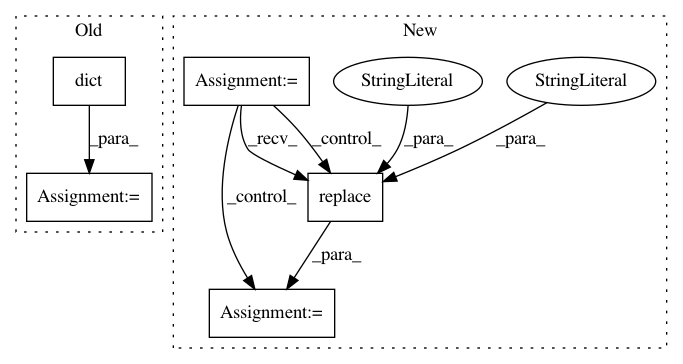 Old
New
dict
Assignment:=
StringLiteral
StringLiteral
_para_
_recv_
_control_
_para_
_para_
Assignment:=
_control_
replace
_para_
Assignment:=